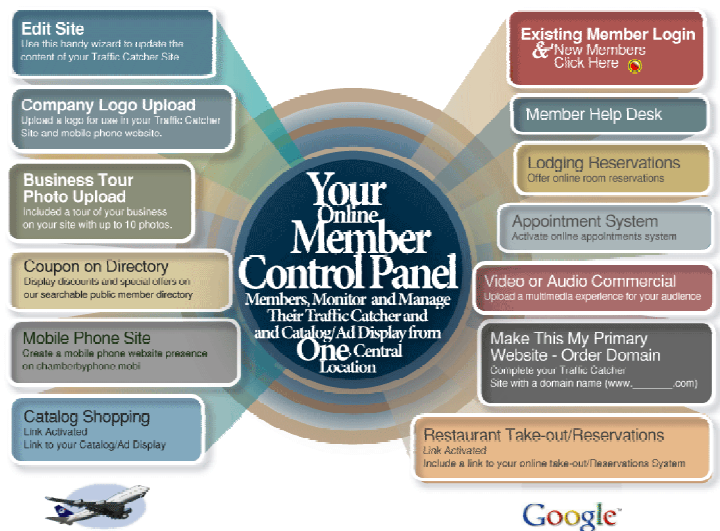 Edit Site
Use this handy wizard to update the
content of your Traffic Catcher Site
Company Logo Upload
Upload a logo for use in your Traffic Catcher
Site and mobile phone website.
Business Tour
Photo Upload
Included a tour of your business
on your site with up to 10 photos.
Coupon on Directory
Display discounts and special offers on
our searchable public member directory
Mobile Phone Site
Create a mobile phone website presence
on chamberbyphone.mobi
Catalog Shopping
Link Activated
Link to your Catalog/Ad Display
Your
Online
Member
Control Panel
Members, Monitor and Manage
Their Traffic Catcher and
and Catalog/Ad Display from
One Central
Location
Existing Member Login
& New Members
Click Here
Member Help Desk
Lodging Reservations
Offer online room reservations
Appointment System
Activate online appointments system
Video or Audio Commercial
Upload a multimedia experience for your audience
Make This My Primary
Website - Order Domain
Complete your Traffic Catcher
Site with a domain name (www.________.com)
Restaurant Take-out/Reservations
Link Activated
Include a link to your online take-out/Reservations System
Google™